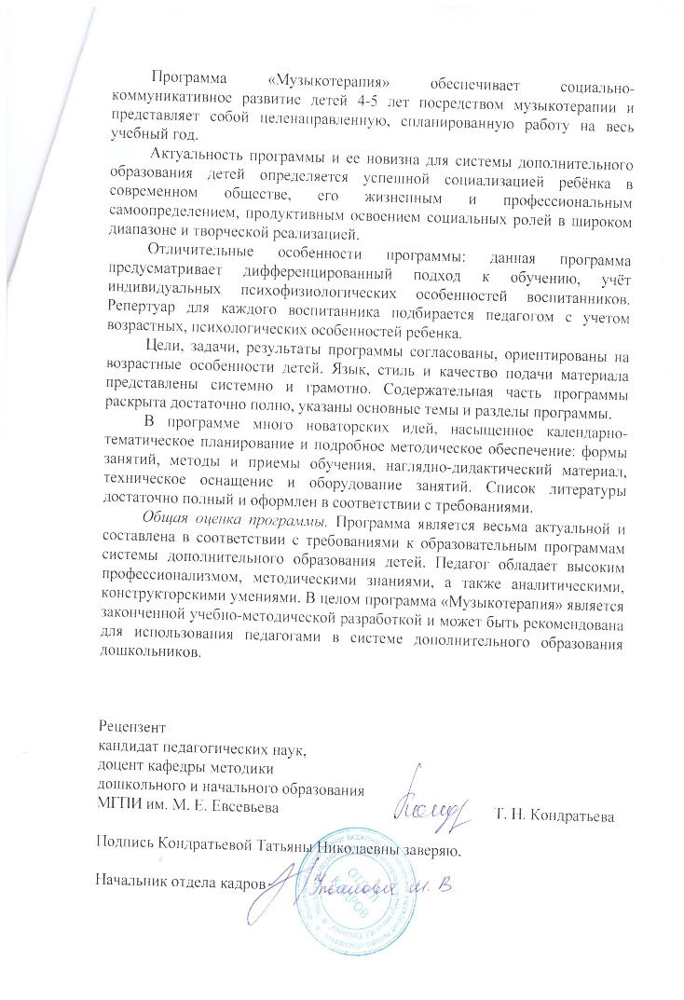 Программа «Музыкотерапия» обеспечивает социально-
коммуникативное развитие детей 4-5 лет посредством музыкотерапии и
представляет собой целенаправленную, спланированную работу на весь
учебный год.
Актуальность программы и ее новизна для системы дополнительного
образования детей определяется успешной социализацией ребёнка в
современном обществе, его жизненным и профессиональным
самоопределением, продуктивным освоением социальных ролей в широком
диапазоне и творческой реализацией.
Отличительные особенности программы: данная программа
предусматривает дифференцированный подход к обучению, учёт
индивидуальных психофизиологических особенностей воспитанников.
Репертуар для каждого воспитанника подбирается педагогом с учетом
возрастных, психологических особенностей ребенка.
Цели, задачи, результаты программы согласованы, ориентированы на
возрастные особенности детей. Язык, стиль и качество подачи материала
представлены системно и грамотно. Содержательная часть программы
раскрыта достаточно полно, указаны основные темы и разделы программы.
В программе много новаторских идей, насыщенное календарно-
тематическое планирование и подробное методическое обеспечение: формы
занятий, методы и приемы обучения, наглядно-дидактический материал,
техническое оснащение и оборудование занятий. Список литературы
достаточно полный и оформлен в соответствии с требованиями.
Общая оценка программы. Программа является весьма актуальной и
составлена в соответствии с требованиями к образовательным программам
системы дополнительного образования детей. Педагог обладает высоким
профессионализмом, методическими знаниями, а также аналитическими,
конструкторскими умениями. В целом программа «Музыкотерапия» является
законченной учебно-методической разработкой и может быть рекомендована
для использования педагогами в системе дополнительного образования
дошкольников.
Рецензент
кандидат педагогических наук,
доцент кафедры методики
дошкольного и начального образования
МГПИ им. М. Е. Евсевьева Т. Н. Кондратьева
Подпись Кондратьевой Татьяны Николаевны заверяю.
Начальник отдела кадров М. В.
ОТДЕЛ
КАДРОВ